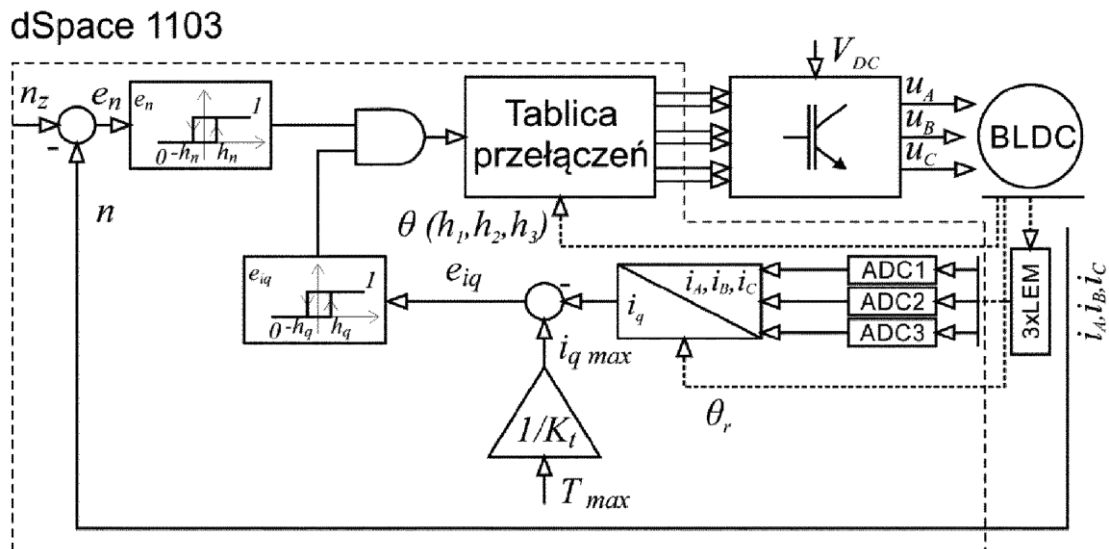 dSpace 1103
n_z
e_n
-
n
e_n
1
0
-h_n
h_n
Tablica
przełączeń
V_DC
u_A
u_B
u_C
BLDC
θ (h_1,h_2,h_3)
e_iq
1
0
-h_q
h_q
e_iq
-
i_q max
1/K_t
T_max
i_A, i_B, i_C
i_q
θ_r
ADC1
ADC2
ADC3
3xLEM
i_A, i_B, i_C